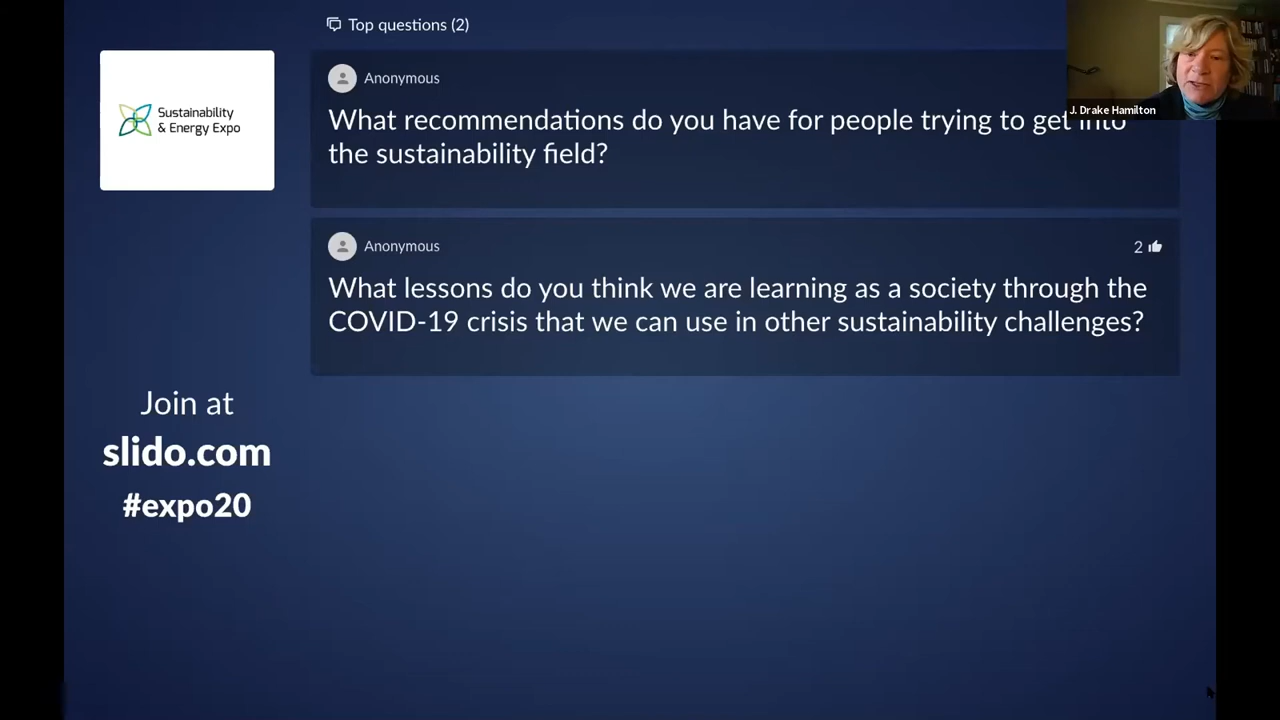 Top questions (2)
Sustainability
& Energy Expo
Anonymous
What recommendations do you have for people trying to get into
the sustainability field?
J. Drake Hamilton
Anonymous
2
What lessons do you think we are learning as a society through the
COVID-19 crisis that we can use in other sustainability challenges?
Join at
slido.com
#expo20